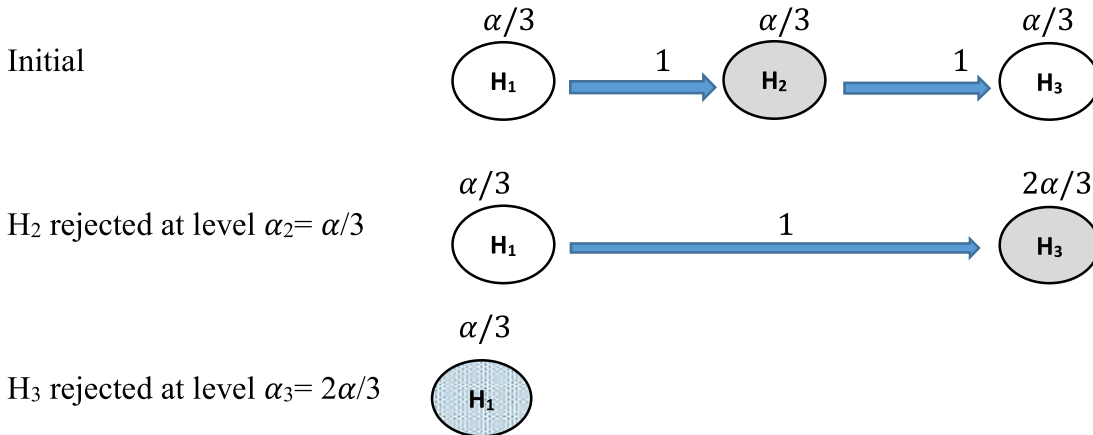 α/3 α/3 α/3
Initial H₁ 1 H₂ 1 H₃
α/3 2α/3
H₂ rejected at level α₂= α/3 H₁ 1 H₃
α/3
H₃ rejected at level α₃= 2α/3 H₁